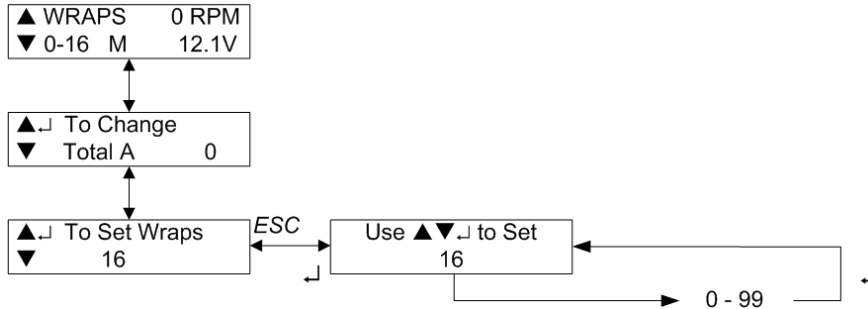 ▲ WRAPS 0 RPM
▼ 0-16 M 12.1V
▲↵ To Change
▼ Total A 0
▲↵ To Set Wraps
▼ 16
ESC
↵
Use ▲▼↵ to Set
16
0 - 99